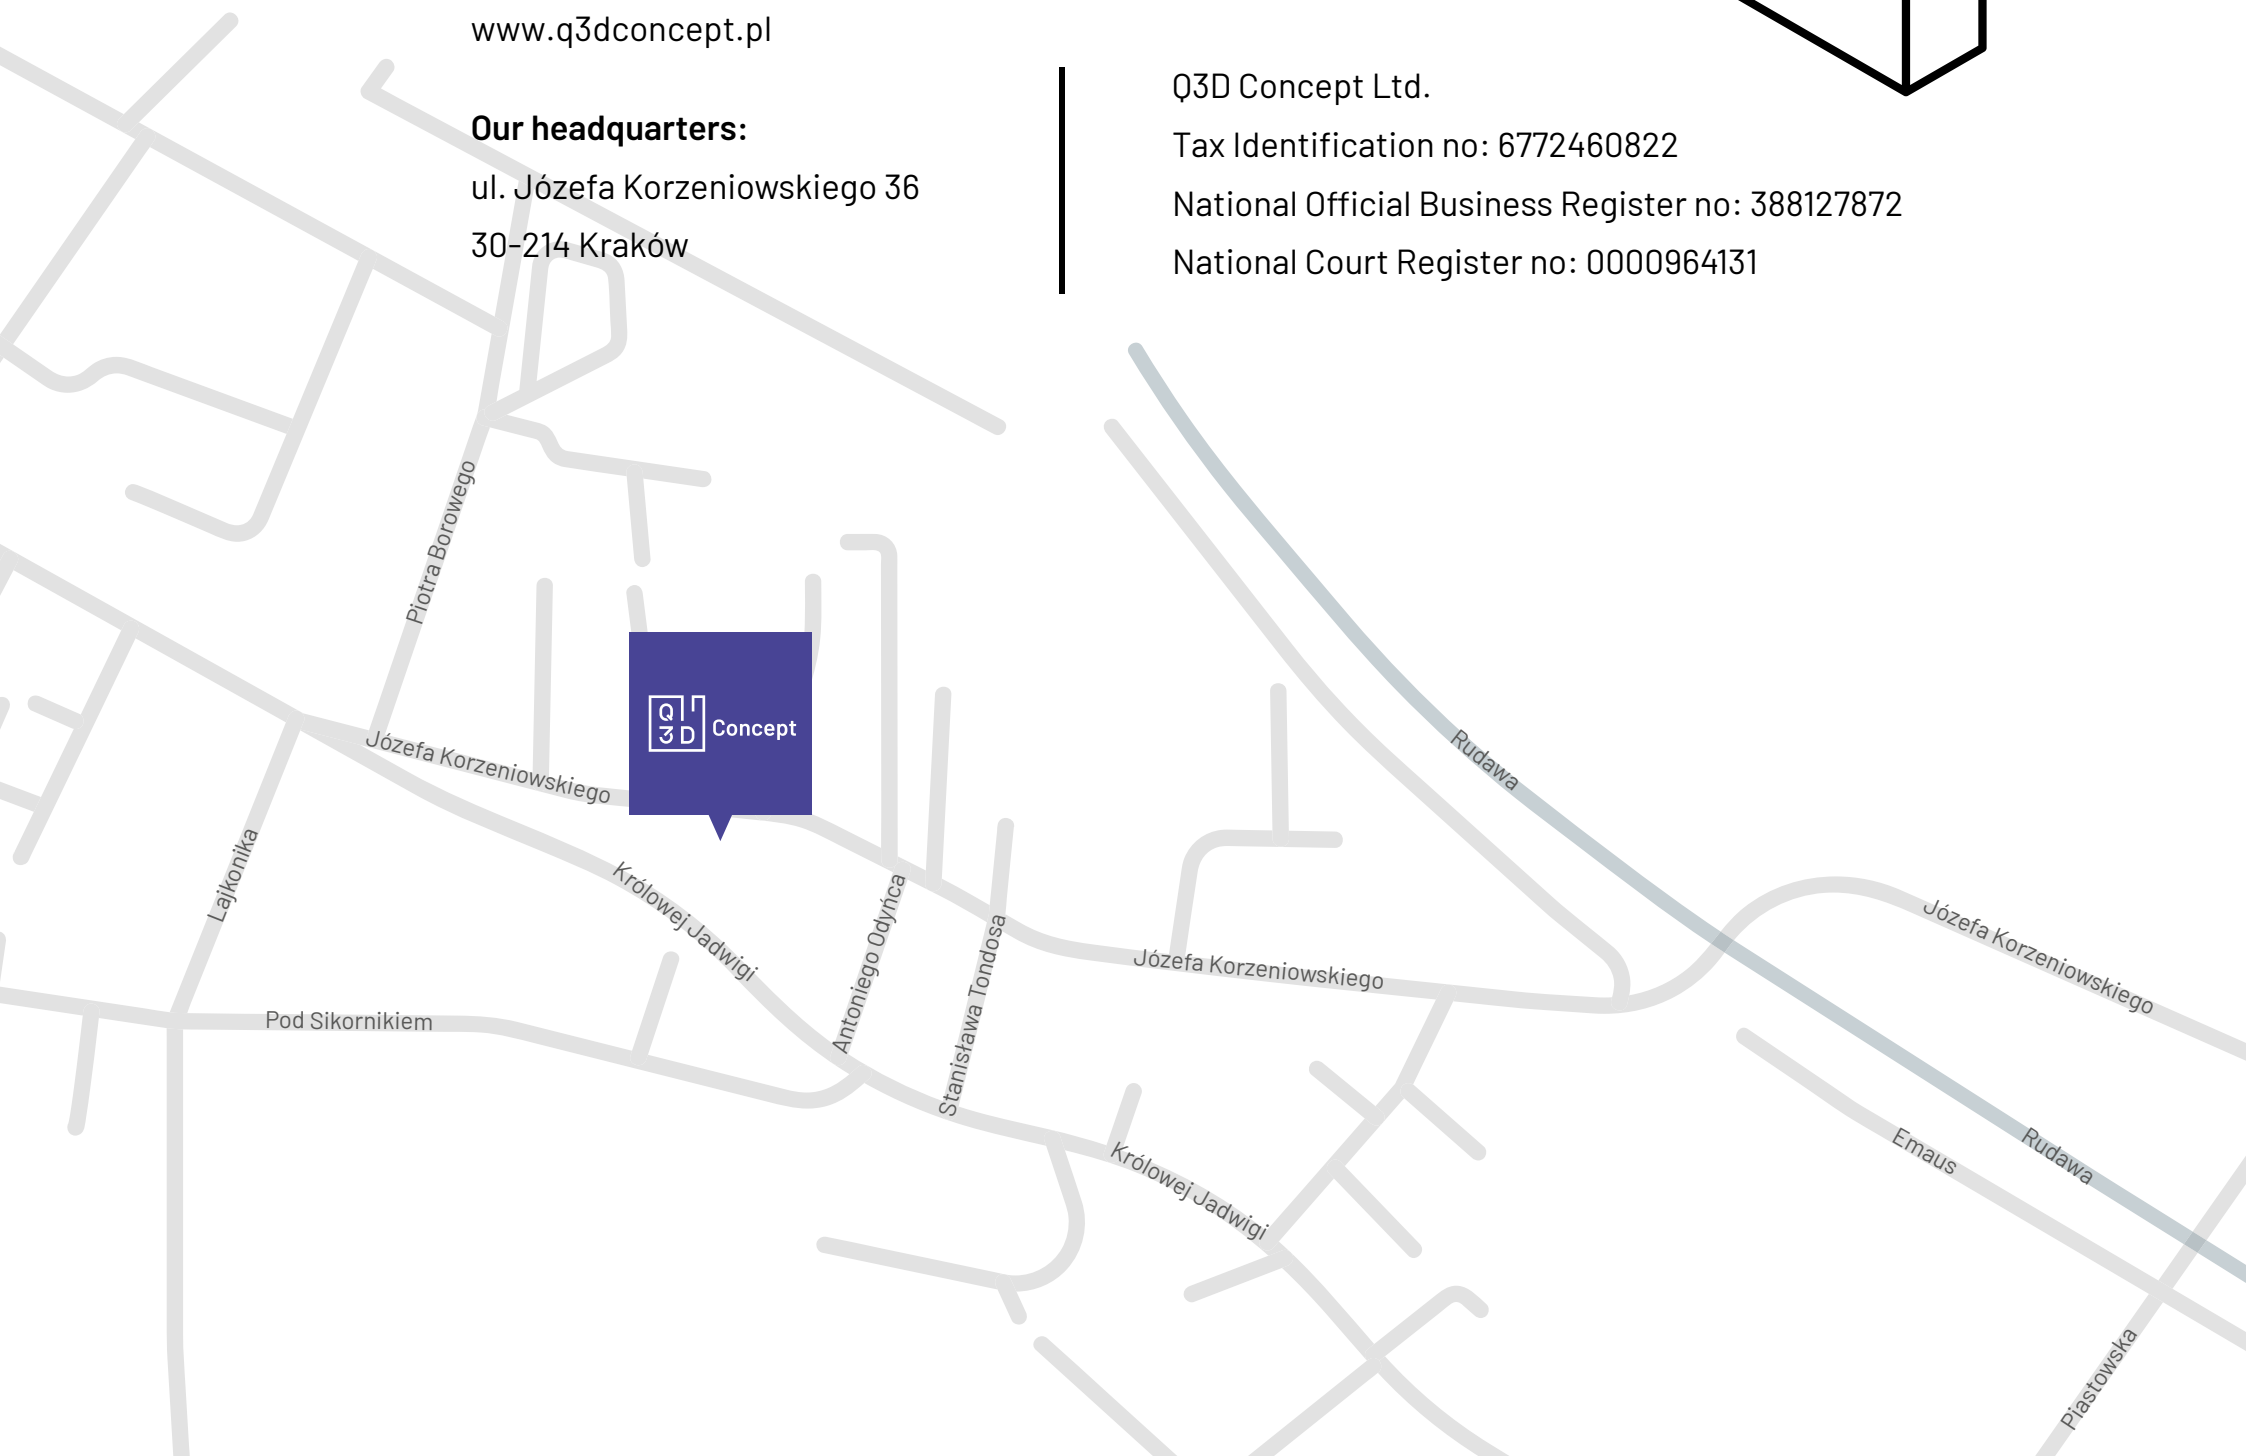 www.q3dconcept.pl
Our headquarters:
ul. Józefa Korzeniowskiego 36
30-214 Kraków
Q3D Concept Ltd.
Tax Identification no: 6772460822
National Official Business Register no: 388127872
National Court Register no: 0000964131
Piotra Borowego
Józefa Korzeniowskiego
Q
3D Concept
Rudawa
Lajkonika
Królowej Jadwigi
Antoniego Odyńca
Stanisława Tondosa
Józefa Korzeniowskiego
Józefa Korzeniowskiego
Pod Sikornikiem
Królowej Jadwigi
Emaus
Rudawa
Piastowska